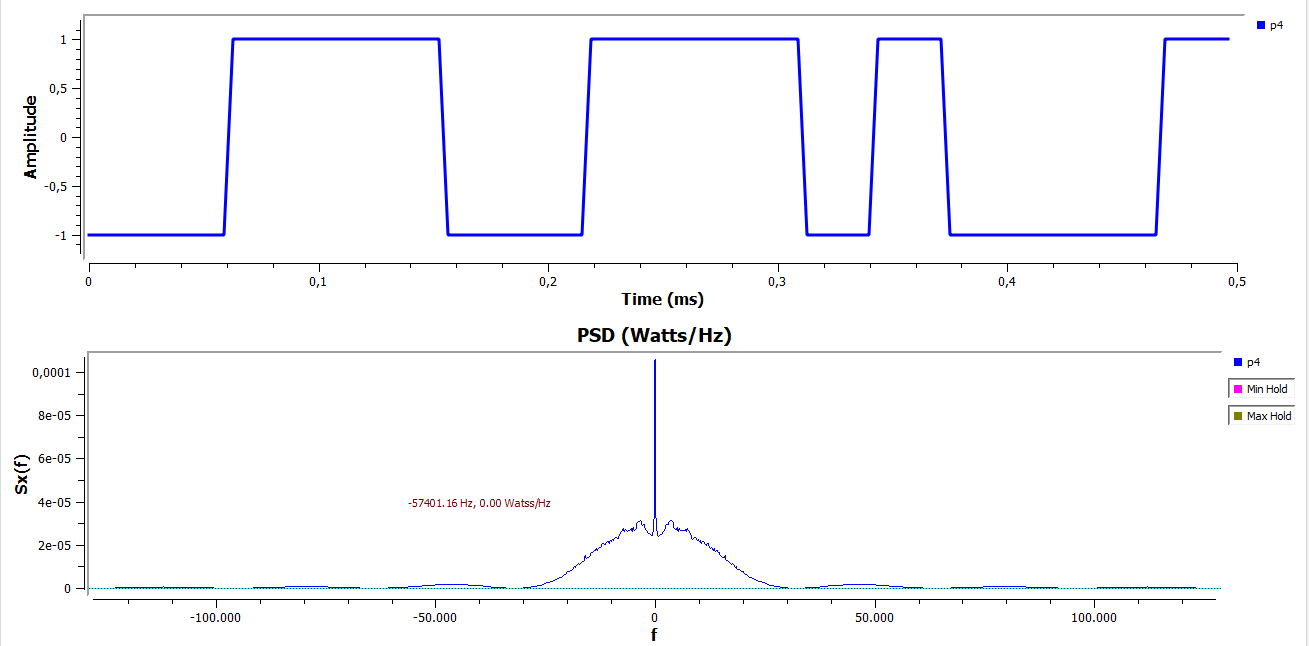 p4
Amplitude
1
0,5
0
-0,5
-1
0 0,1 0,2 0,3 0,4 0,5
Time (ms)
PSD (Watts/Hz)
p4
Min Hold
Max Hold
Sx(f)
0,0001
8e-05
6e-05
4e-05
2e-05
0
-57401.16 Hz, 0.00 Watss/Hz
-100.000 -50.000 0 50.000 100.000
f